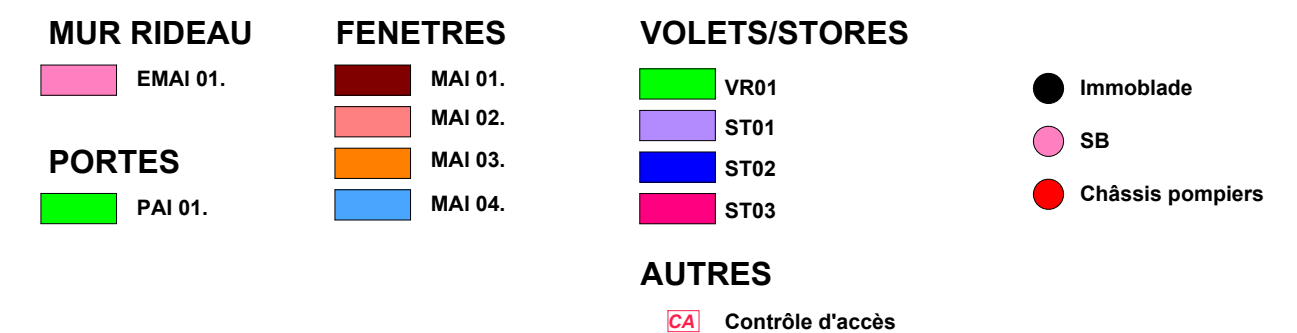 MUR RIDEAU
EMAI 01.
PORTES
PAI 01.
FENETRES
MAI 01.
MAI 02.
MAI 03.
MAI 04.
VOLETS/STORES
VR01
ST01
ST02
ST03
AUTRES
CA Contrôle d'accès
Immoblade
SB
Châssis pompiers